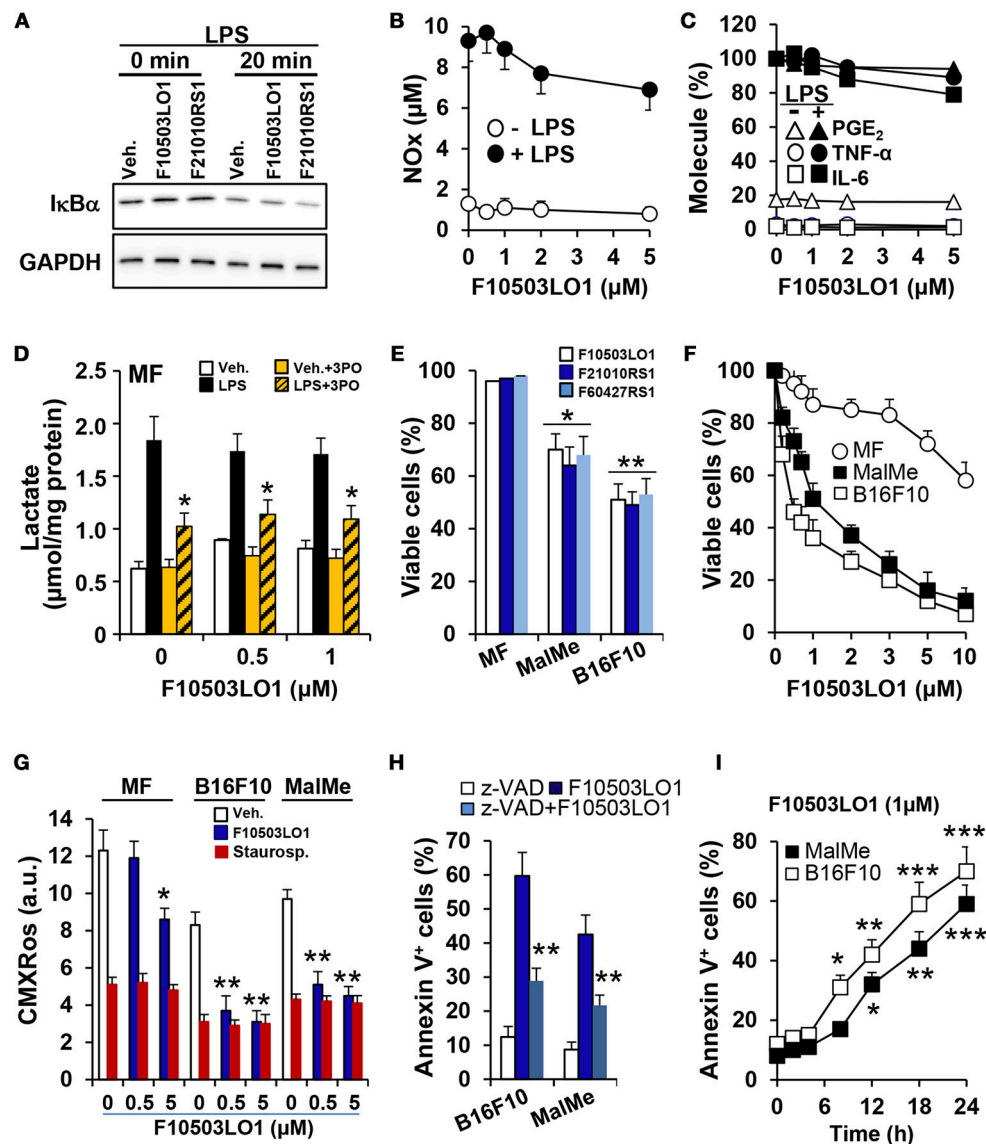 A
LPS
0 min 20 min
Veh. F10503LO1 F21010RS1 Veh. F10503LO1 F21010RS1
IκBα
GAPDH
B
NOx (µM)
10
8
6
4
2
0
- LPS
+ LPS
0 1 2 3 4 5
F10503LO1 (µM)
C
Molecule (%)
120
100
80
60
40
20
0
LPS
- +
PGE2
TNF-α
IL-6
0 1 2 3 4 5
F10503LO1 (µM)
D
MF
Veh. Veh.+3PO
LPS LPS+3PO
Lactate
(µmol/mg protein)
2.5
2.0
1.5
1.0
0.5
0
* * *
0 0.5 1
F10503LO1 (µM)
E
F10503LO1
F21010RS1
F60427RS1
Viable cells (%)
100
80
60
40
20
0
* **
MF MalMe B16F10
F
Viable cells (%)
100
80
60
40
20
0
MF
MalMe
B16F10
0 1 2 3 5 10
F10503LO1 (µM)
G
MF B16F10 MalMe
Veh.
F10503LO1
Staurosp.
CMXRos (a.u.)
14
12
10
8
6
4
2
0
* ** ** ** **
0 0.5 5 0 0.5 5 0 0.5 5
F10503LO1 (µM)
H
z-VAD F10503LO1
z-VAD+F10503LO1
Annexin V+ cells (%)
70
60
50
40
30
20
10
0
** **
B16F10 MalMe
I
F10503LO1 (1µM)
Annexin V+ cells (%)
80
60
40
20
0
MalMe
B16F10
* ** *** ***
* ** ***
0 6 12 18 24
Time (h)